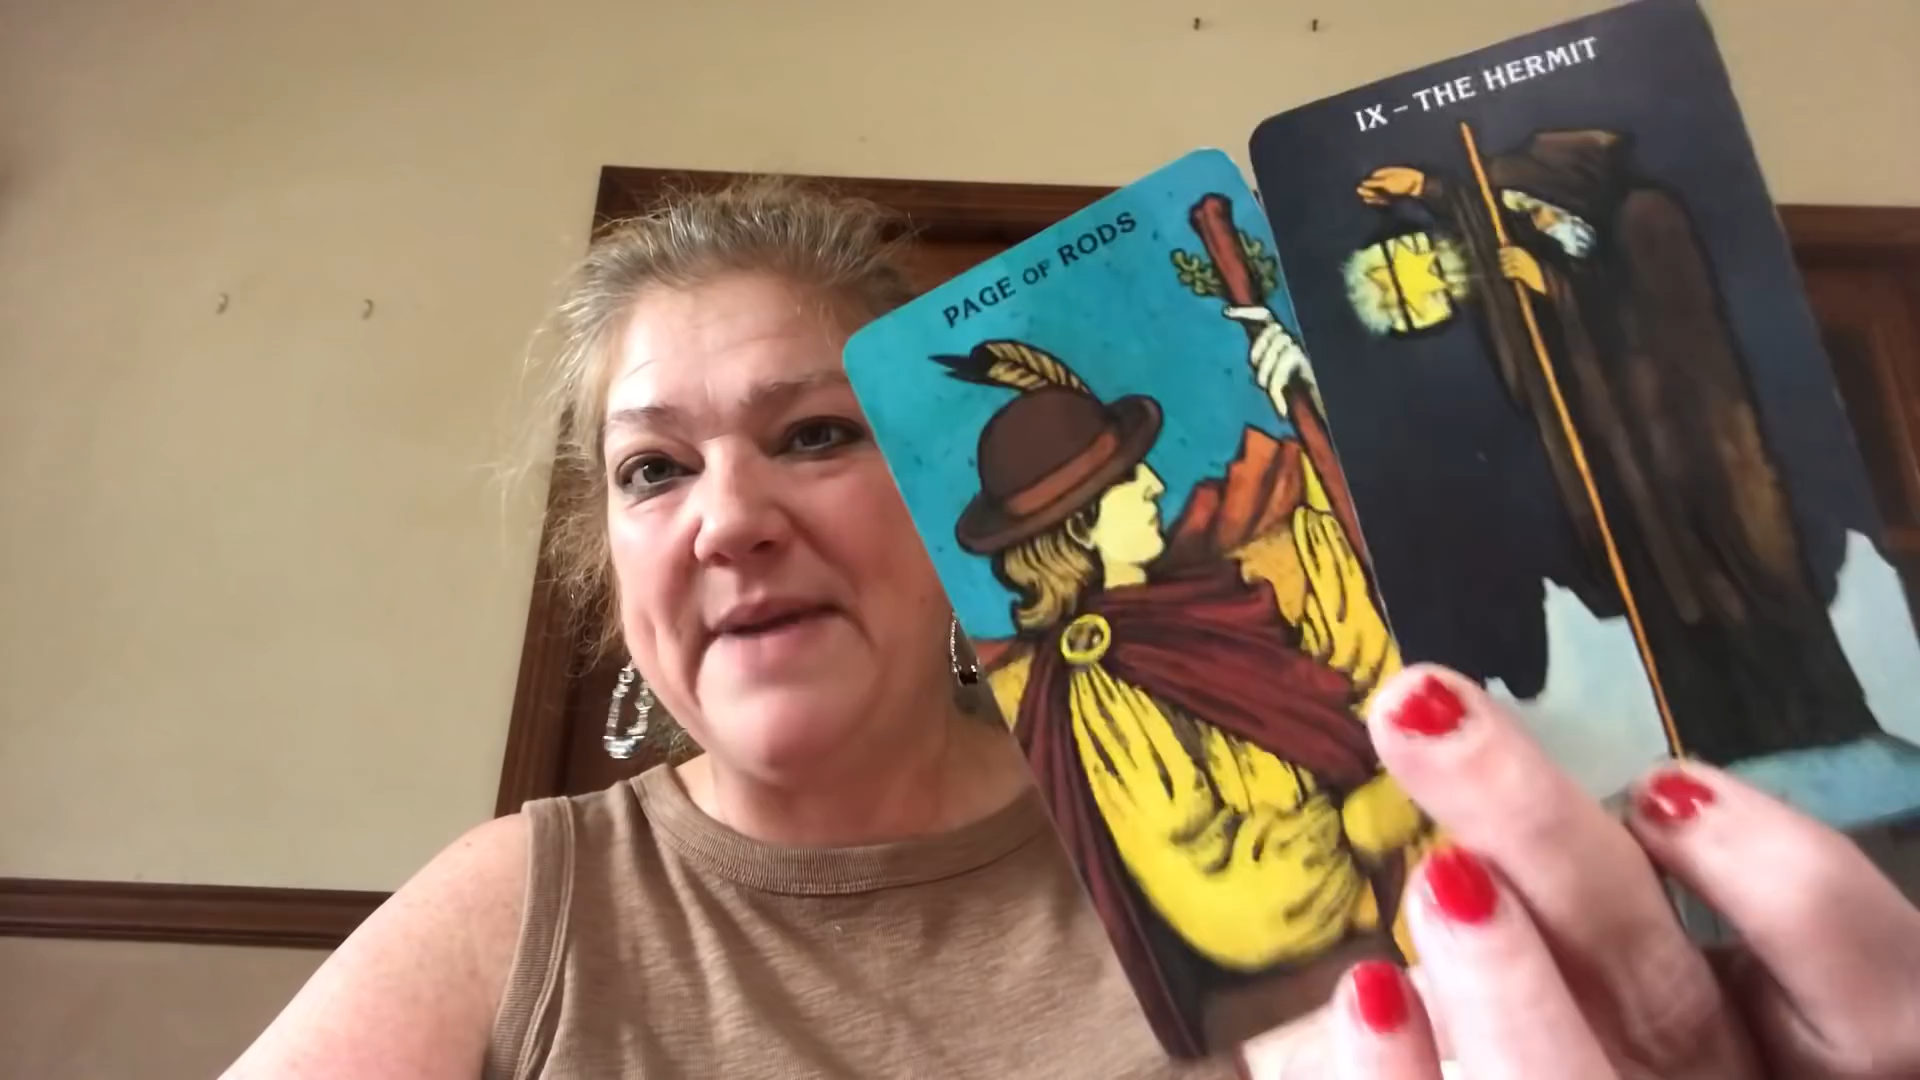 PAGE OF RODS
IX – THE HERMIT